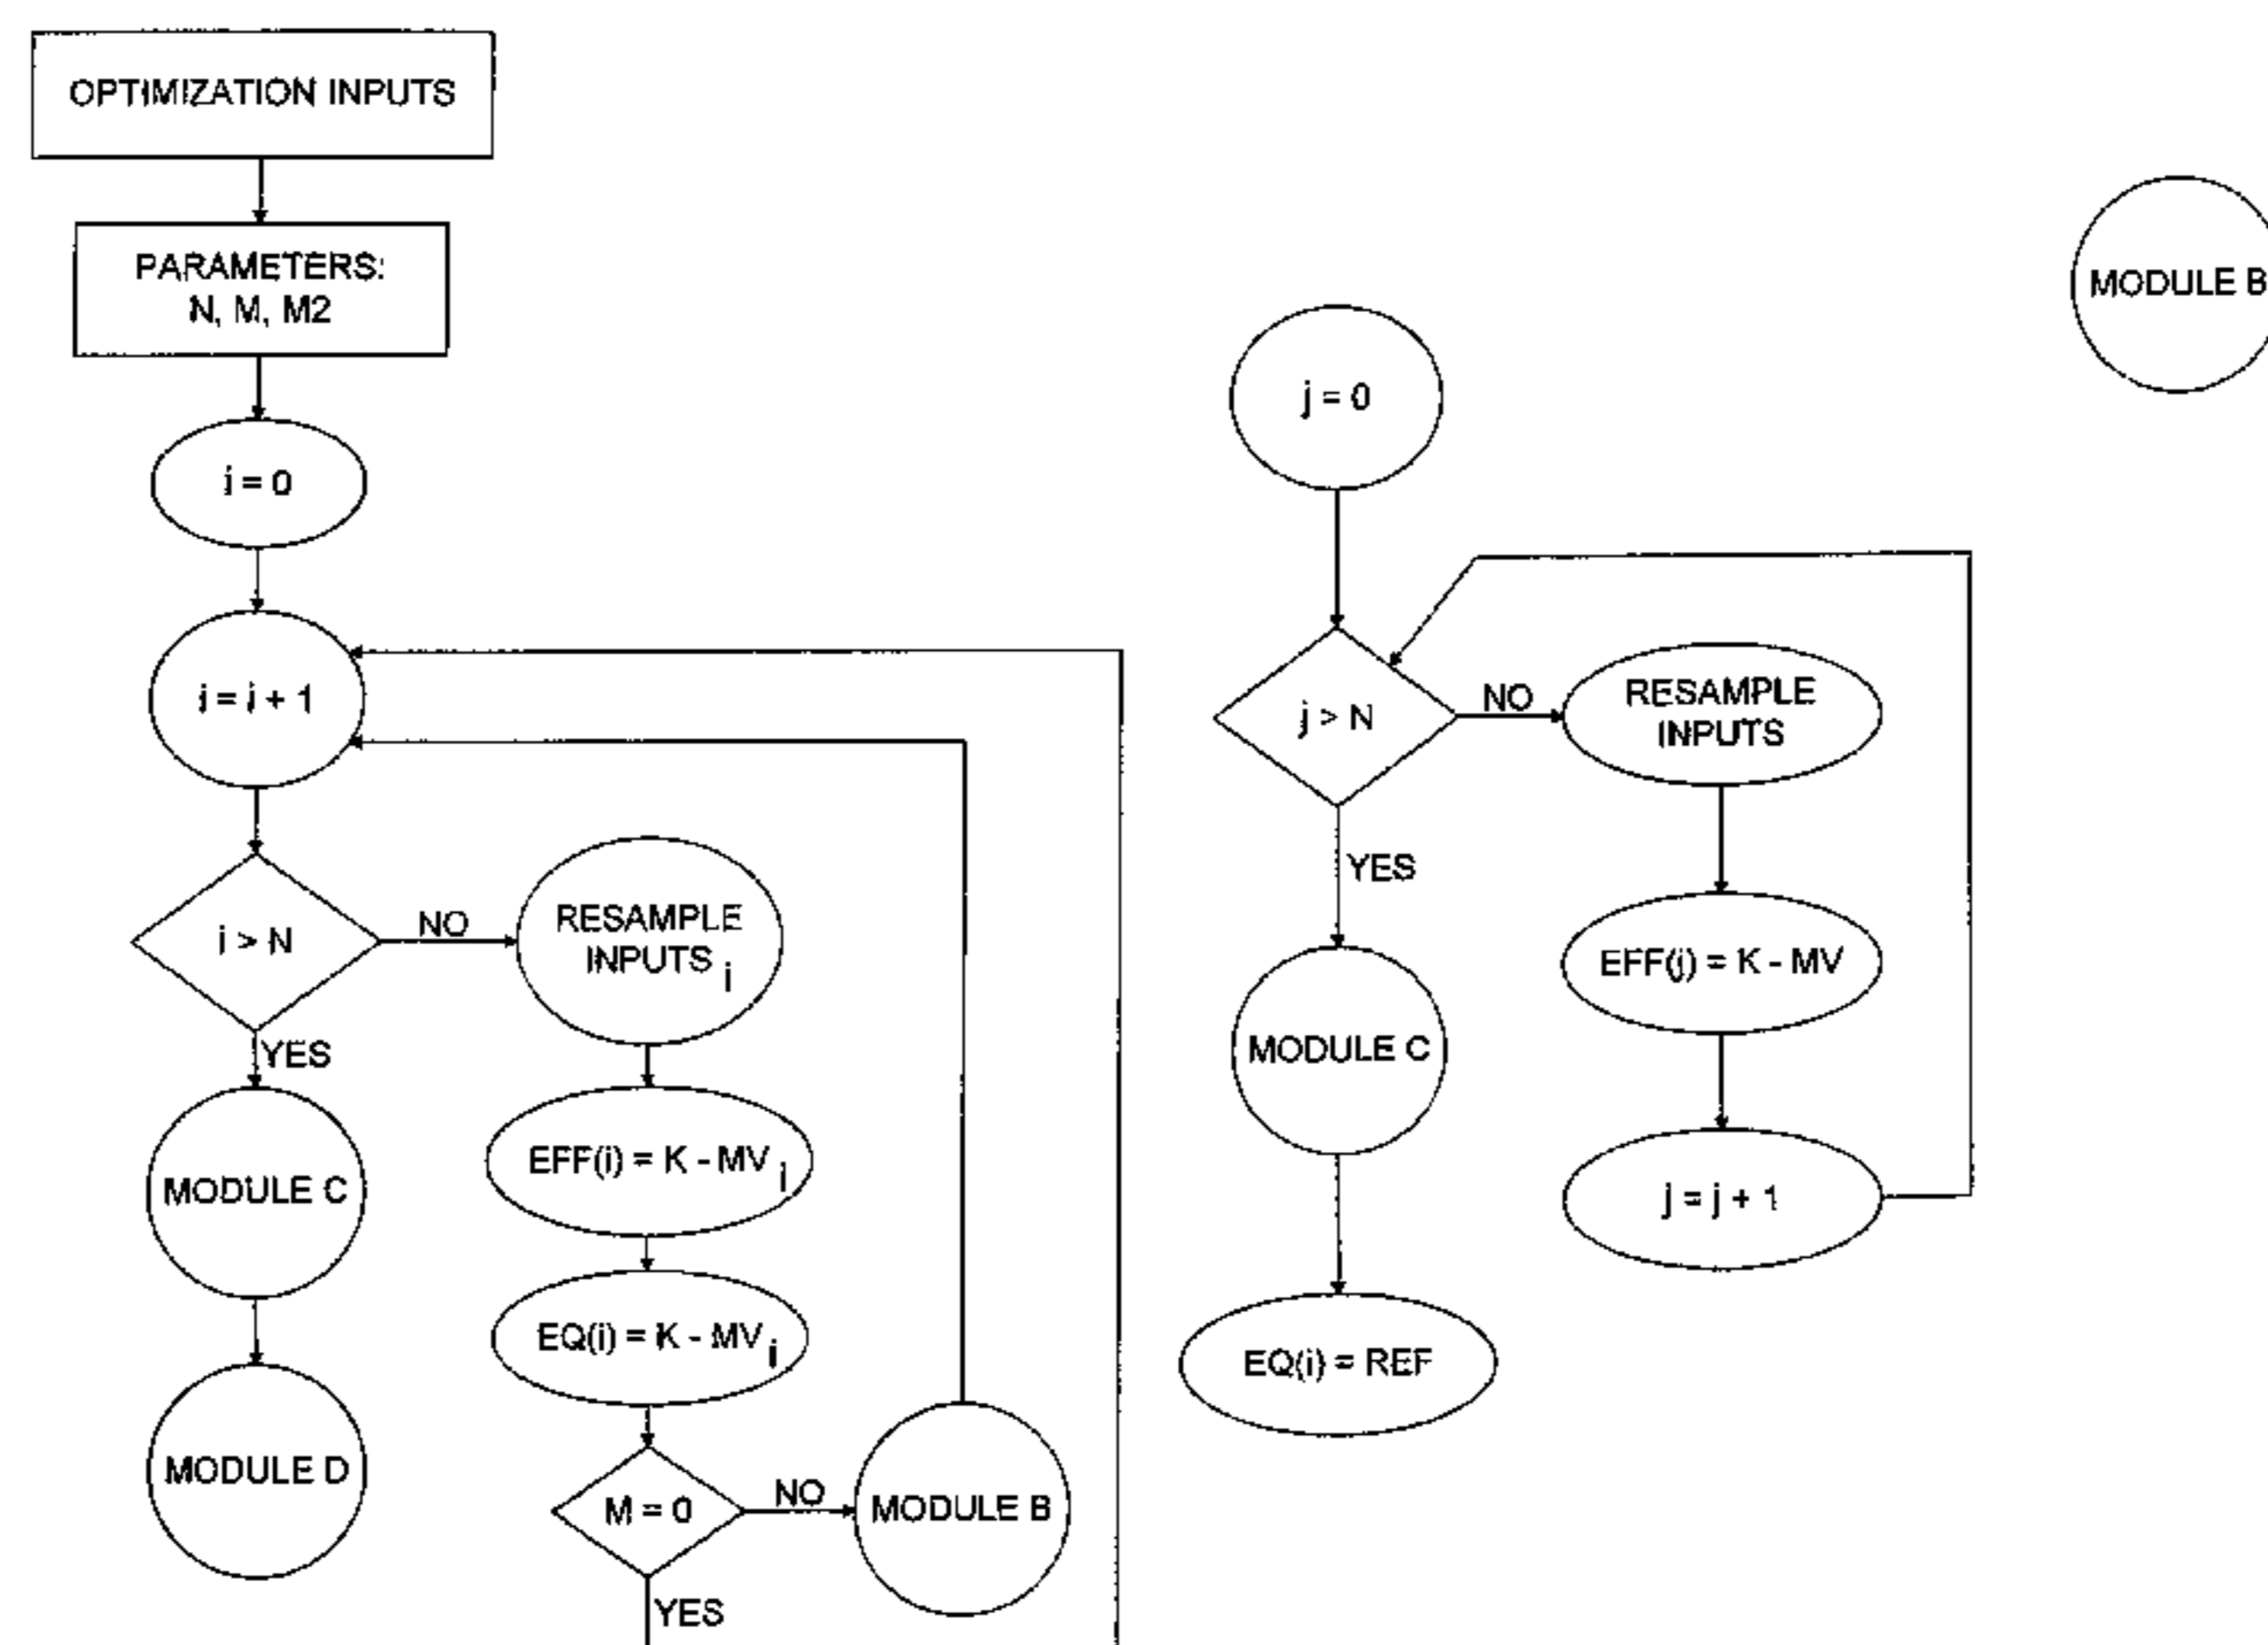 OPTIMIZATION INPUTS
PARAMETERS:
N, M, M2
i = 0
i = i + 1
i > N
NO
RESAMPLE
INPUTS i
YES
MODULE C
MODULE D
EFF(i) = K - MV i
EQ(i) = K - MV i
M = 0
NO
MODULE B
YES
j = 0
j > N
NO
RESAMPLE
INPUTS
EFF(j) = K - MV
j = j + 1
YES
MODULE C
EQ(i) = REF
MODULE B